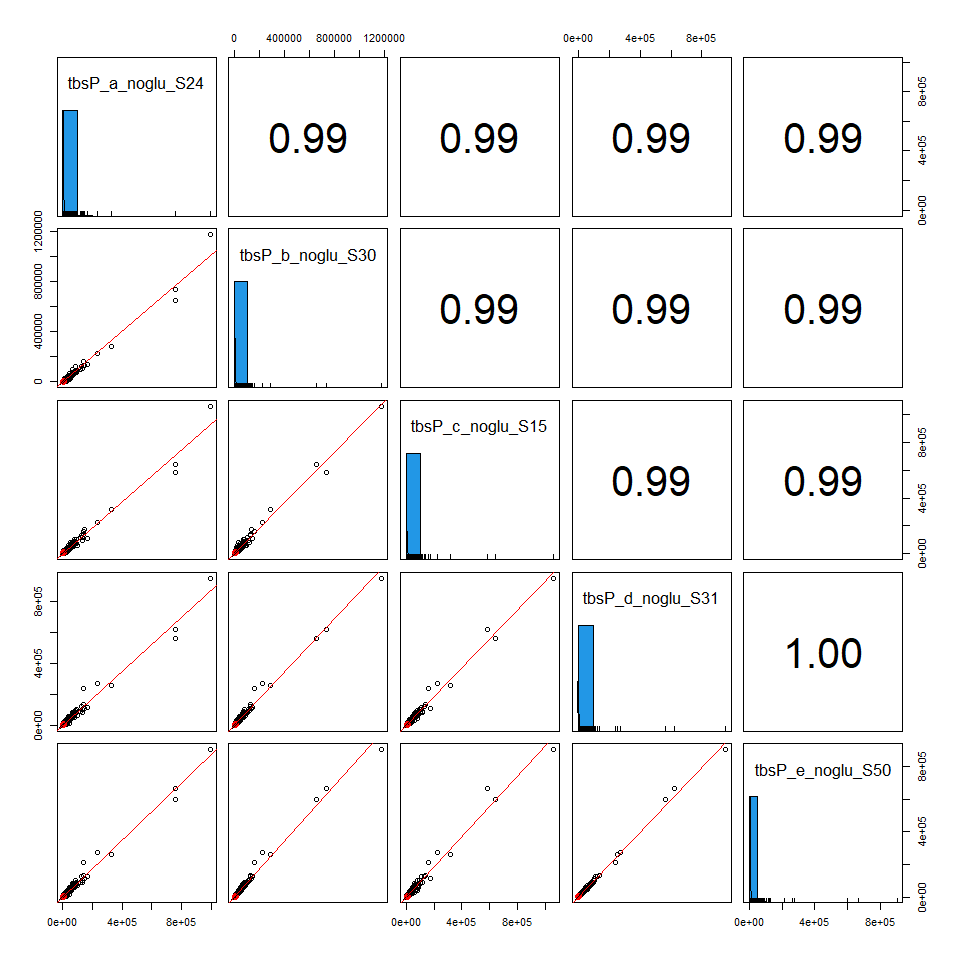 0 400000 800000 1200000
0e+00 4e+05 8e+05
tbsP_a_noglu_S24
0.99 0.99 0.99 0.99
0e+00 4e+05 8e+05
0 400000 800000 1200000
tbsP_b_noglu_S30
0.99 0.99 0.99
tbsP_c_noglu_S15
0.99 0.99
0e+00 4e+05 8e+05
0e+00 4e+05 8e+05
tbsP_d_noglu_S31
1.00
tbsP_e_noglu_S50
0e+00 4e+05 8e+05
0e+00 4e+05 8e+05
0e+00 4e+05 8e+05
0e+00 4e+05 8e+05